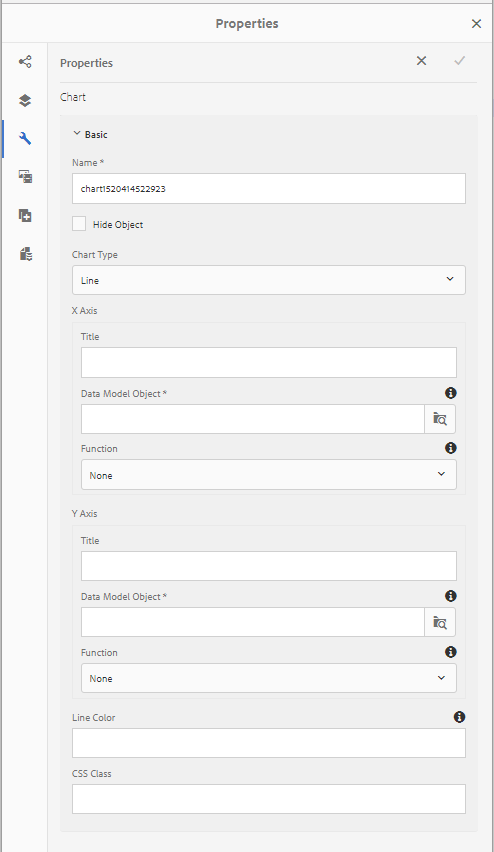 Properties
Properties
Chart
Basic
Name *
chart1520414522923
Hide Object
Chart Type
Line
X Axis
Title
Data Model Object *
Function
None
Y Axis
Title
Data Model Object *
Function
None
Line Color
CSS Class